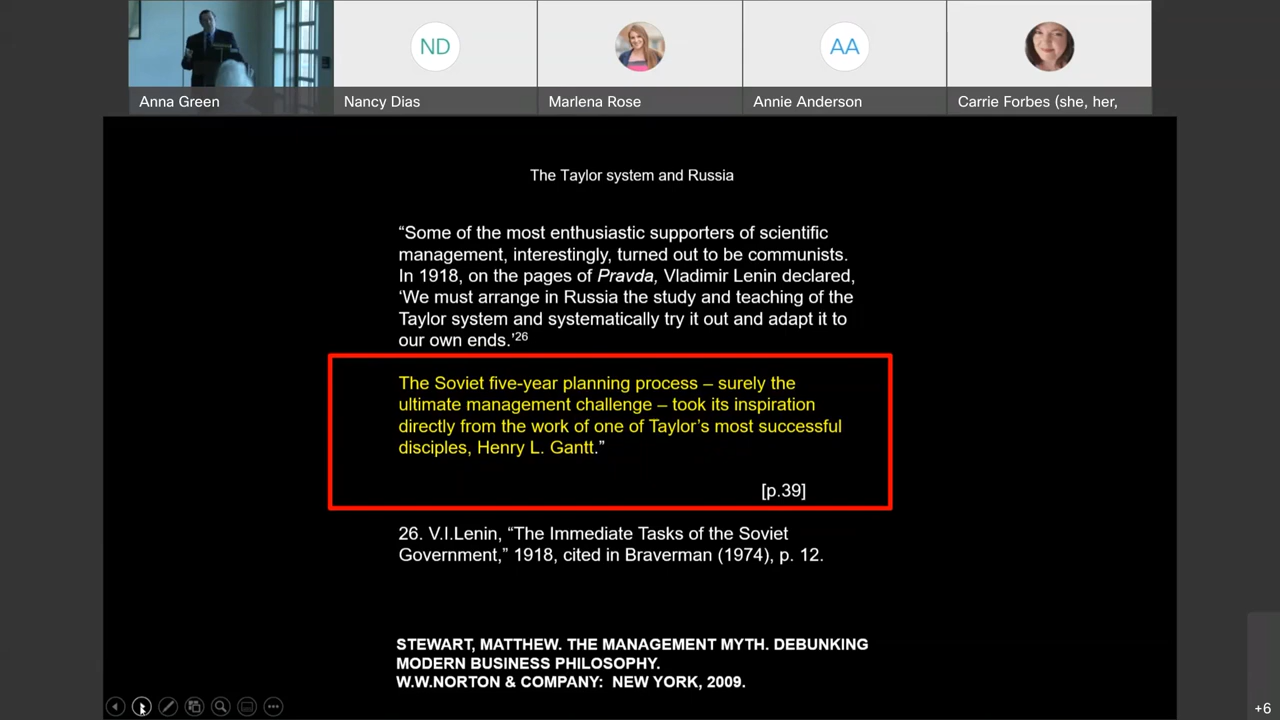 ND
AA
Anna Green
Nancy Dias
Marlena Rose
Annie Anderson
Carrie Forbes (she, her,
The Taylor system and Russia
“Some of the most enthusiastic supporters of scientific
management, interestingly, turned out to be communists.
In 1918, on the pages of Pravda, Vladimir Lenin declared,
‘We must arrange in Russia the study and teaching of the
Taylor system and systematically try it out and adapt it to
our own ends.’26
The Soviet five-year planning process – surely the
ultimate management challenge – took its inspiration
directly from the work of one of Taylor’s most successful
disciples, Henry L. Gantt.”
[p.39]
26. V.I.Lenin, “The Immediate Tasks of the Soviet
Government,” 1918, cited in Braverman (1974), p. 12.
STEWART, MATTHEW. THE MANAGEMENT MYTH. DEBUNKING
MODERN BUSINESS PHILOSOPHY.
W.W.NORTON & COMPANY: NEW YORK, 2009.
+6